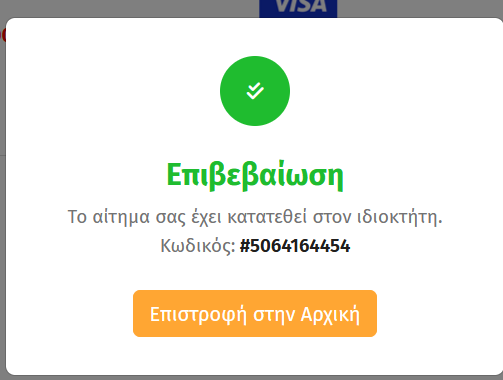 VISA
Επιβεβαίωση
Το αίτημα σας έχει κατατεθεί στον ιδιοκτήτη.
Κωδικός: #5064164454
Επιστροφή στην Αρχική